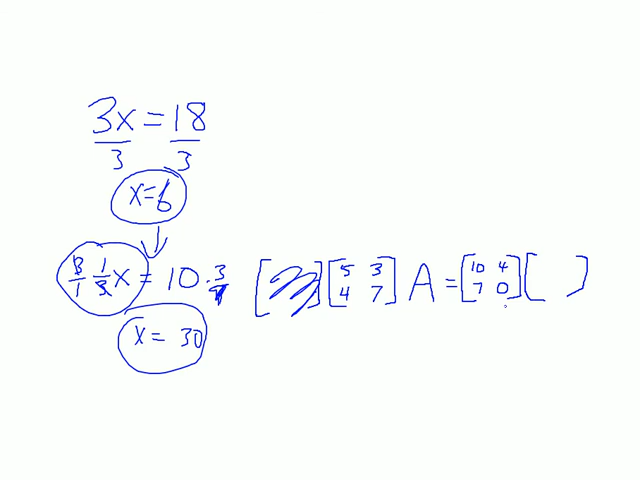 3x = 18
3 3
x = 6
3/1 1/3 x = 10 · 3/1 [ ] [5 3 4 7] A = [10 4 7 0] [ ]
x = 30